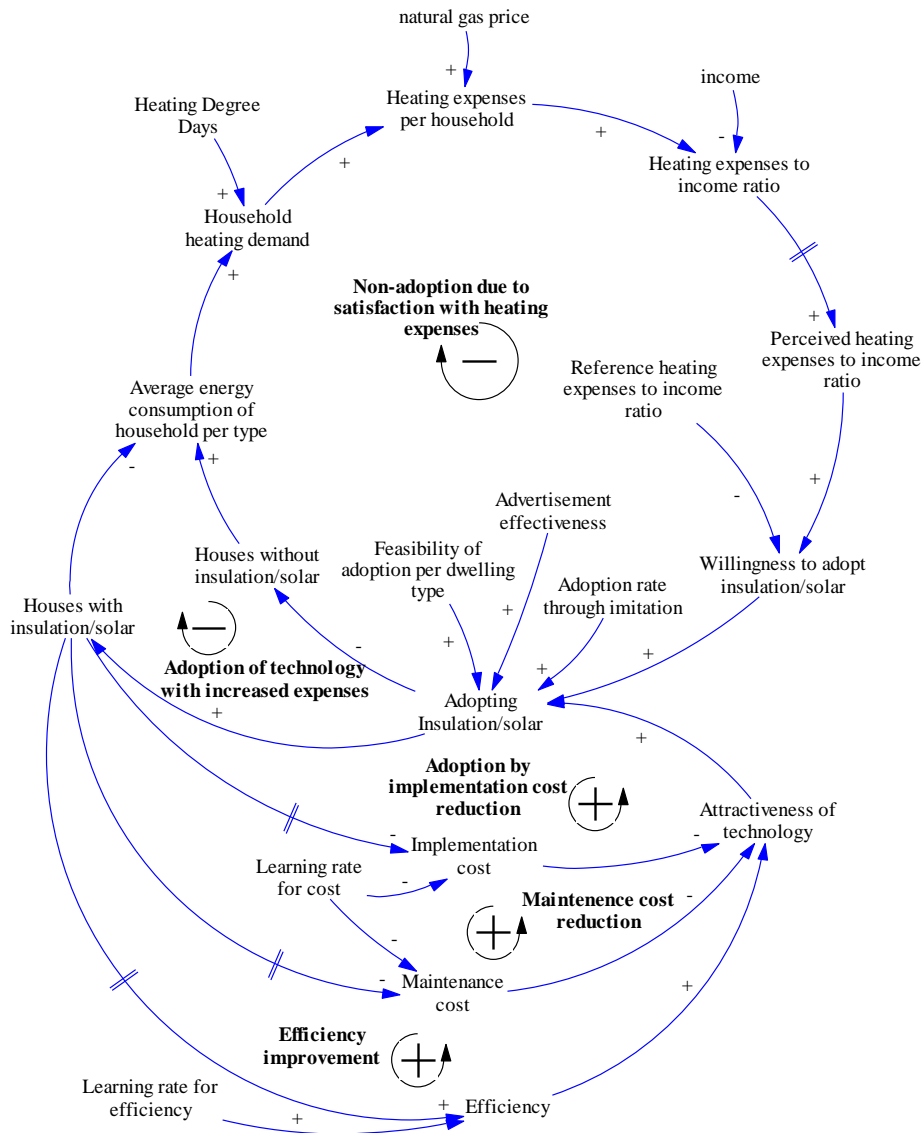 natural gas price
+
Heating expenses
per household
income
-
Heating Degree
Days
+
+
Heating expenses to
income ratio
+
Household
heating demand
+
Non-adoption due to
satisfaction with heating
expenses
+
Perceived heating
expenses to income
ratio
Reference heating
expenses to income
ratio
Average energy
consumption of
household per type
-
+
-
+
Advertisement
effectiveness
Houses without
insulation/solar
Feasibility of
adoption per dwelling
type
Willingness to adopt
insulation/solar
Adoption rate
through imitation
Houses with
insulation/solar
+
+
+
+
-
Adoption of technology
with increased expenses
+
Adopting
Insulation/solar
+
Adoption by
implementation cost
reduction
Attractiveness of
technology
-
-
Implementation
cost
Learning rate
for cost
-
Maintenence cost
reduction
-
-
-
Maintenance
cost
+
Efficiency
improvement
Learning rate for
efficiency
+
+
Efficiency